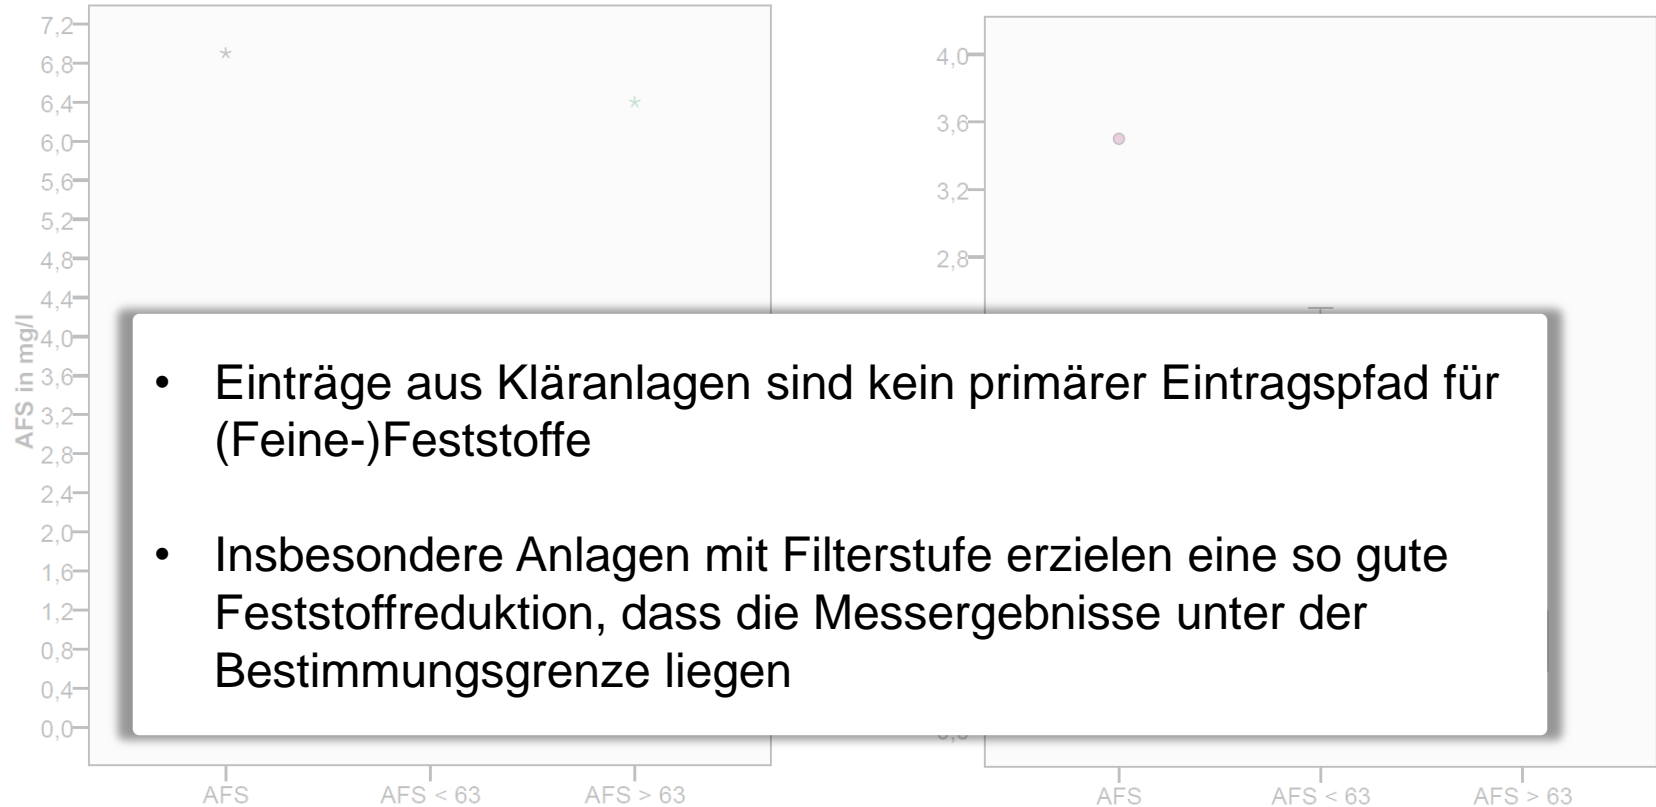 7,2
6,8
6,4
6,0
5,6
5,2
4,8
4,4
4,0
3,6
3,2
2,8
2,4
2,0
1,6
1,2
0,8
0,4
0,0
AFS in mg/l
AFS
AFS < 63
AFS > 63
4,0
3,6
3,2
2,8
AFS
AFS < 63
AFS > 63
• Einträge aus Kläranlagen sind kein primärer Eintragspfad für
(Feine-)Feststoffe
• Insbesondere Anlagen mit Filterstufe erzielen eine so gute
Feststoffreduktion, dass die Messergebnisse unter der
Bestimmungsgrenze liegen